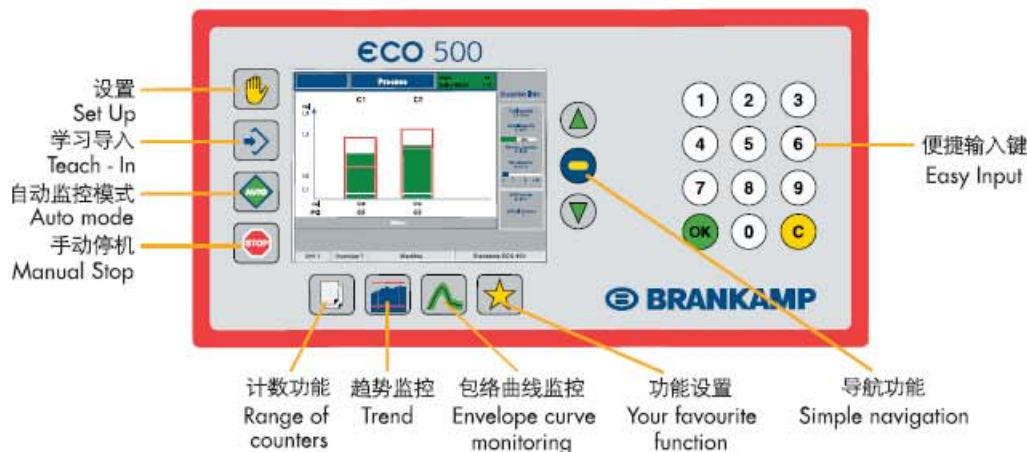 ECO 500
设置
Set Up
学习导入
Teach - In
自动监控模式
Auto mode
手动停机
Manual Stop
AUTO
STOP
Process
C1 C2
1 2 3
4 5 6
7 8 9
OK 0 C
便捷输入键
Easy Input
BRANKAMP
计数功能
Range of
counters
趋势监控
Trend
包络曲线监控
Envelope curve
monitoring
功能设置
Your favourite
function
导航功能
Simple navigation